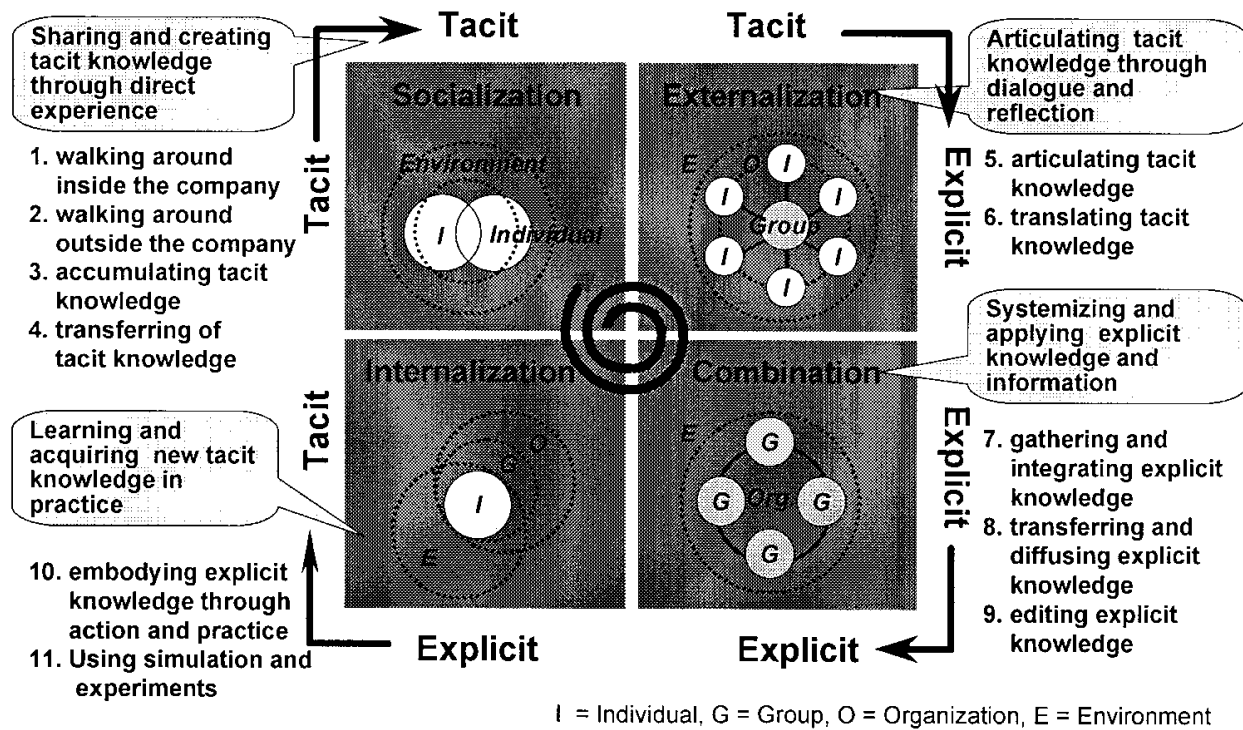 Tacit
Tacit
Sharing and creating
tacit knowledge
through direct
experience
Articulating tacit
knowledge through
dialogue and
reflection
Socialization
Externalization
1. walking around
inside the company
2. walking around
outside the company
3. accumulating tacit
knowledge
4. transferring of
tacit knowledge
Tacit
Environment
I
Individual
E
O
I
I
I
Group
I
I
I
Explicit
5. articulating tacit
knowledge
6. translating tacit
knowledge
Systemizing and
applying explicit
knowledge and
information
Internalization
Combination
Learning and
acquiring new tacit
knowledge in
practice
Tacit
G
O
I
E
E
G
G
Org.
G
G
Explicit
7. gathering and
integrating explicit
knowledge
8. transferring and
diffusing explicit
knowledge
9. editing explicit
knowledge
10. embodying explicit
knowledge through
action and practice
11. Using simulation and
experiments
Explicit
Explicit
I = Individual, G = Group, O = Organization, E = Environment